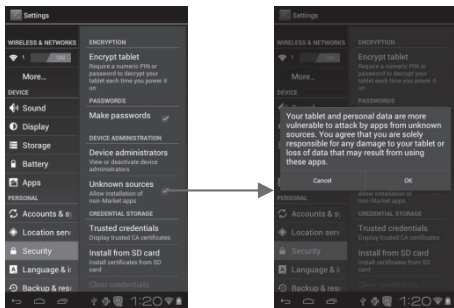 Settings
WIRELESS & NETWORKS
1 ON
More...
DEVICE
Sound
Display
Storage
Battery
Apps
PERSONAL
Accounts & sy
Location serv
Security
Language & i
Backup & rese
ENCRYPTION
Encrypt tablet
Require a numeric PIN or
password to decrypt your
tablet each time you power it
on
PASSWORDS
Make passwords
DEVICE ADMINISTRATION
Device administrators
View or deactivate device
administrators
Unknown sources
Allow installation of
non-Market apps
CREDENTIAL STORAGE
Trusted credentials
Display trusted CA certificates
Install from SD card
Install certificates from SD
card
Clear credentials
1:20
Settings
WIRELESS & NETWORKS
1 ON
More...
DEVICE
ENCRYPTION
Encrypt tablet
Require a numeric PIN or
password to decrypt your
tablet each time you power it
on
PASSWORDS
Your tablet and personal data are more
vulnerable to attack by apps from unknown
sources. You agree that you are solely
responsible for any damage to your tablet or
loss of data that may result from using
these apps.
Cancel
OK
Apps
PERSONAL
Accounts & sy
Location serv
Security
Language & i
Backup & rese
Allow installation of
non-Market apps
CREDENTIAL STORAGE
Trusted credentials
Display trusted CA certificates
Install from SD card
Install certificates from SD
card
Clear credentials
1:20